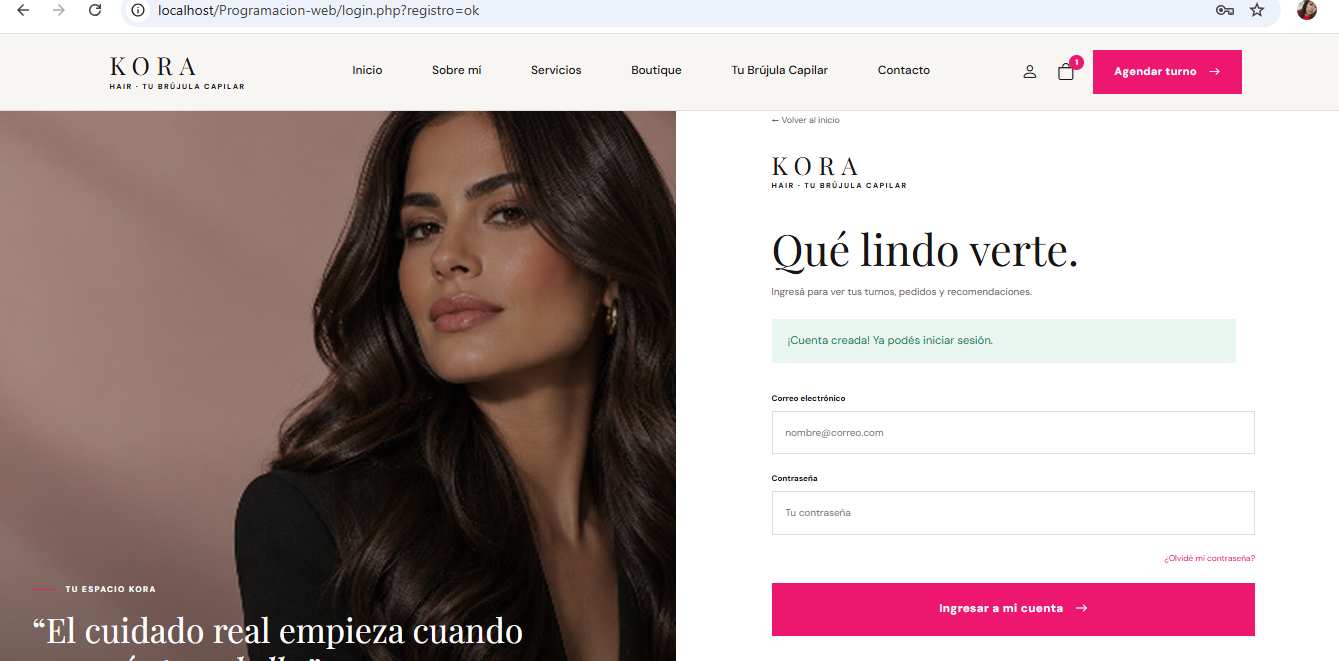 localhost/Programacion-web/login.php?registro=ok
KORA
HAIR · TU BRÚJULA CAPILAR
Inicio
Sobre mí
Servicios
Boutique
Tu Brújula Capilar
Contacto
1
Agendar turno →
← Volver al inicio
KORA
HAIR · TU BRÚJULA CAPILAR
Qué lindo verte.
Ingresá para ver tus turnos, pedidos y recomendaciones.
¡Cuenta creada! Ya podés iniciar sesión.
Correo electrónico
nombre@correo.com
Contraseña
Tu contraseña
¿Olvidé mi contraseña?
Ingresar a mi cuenta →
TU ESPACIO KORA
“El cuidado real empieza cuando